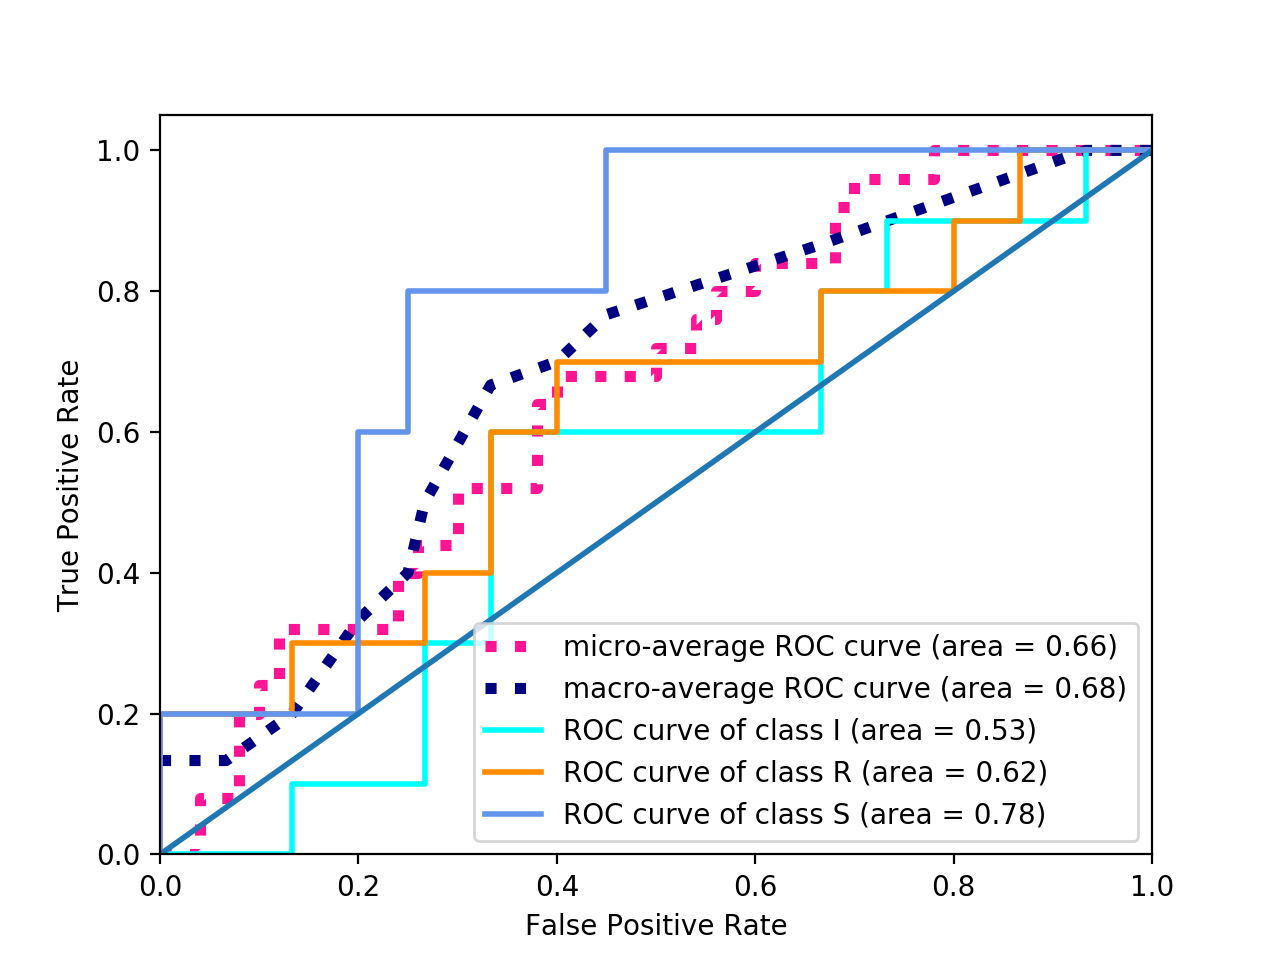 1.0
0.8
0.6
0.4
0.2
0.0
True Positive Rate
micro-average ROC curve (area = 0.66)
macro-average ROC curve (area = 0.68)
ROC curve of class I (area = 0.53)
ROC curve of class R (area = 0.62)
ROC curve of class S (area = 0.78)
0.0 0.2 0.4 0.6 0.8 1.0
False Positive Rate